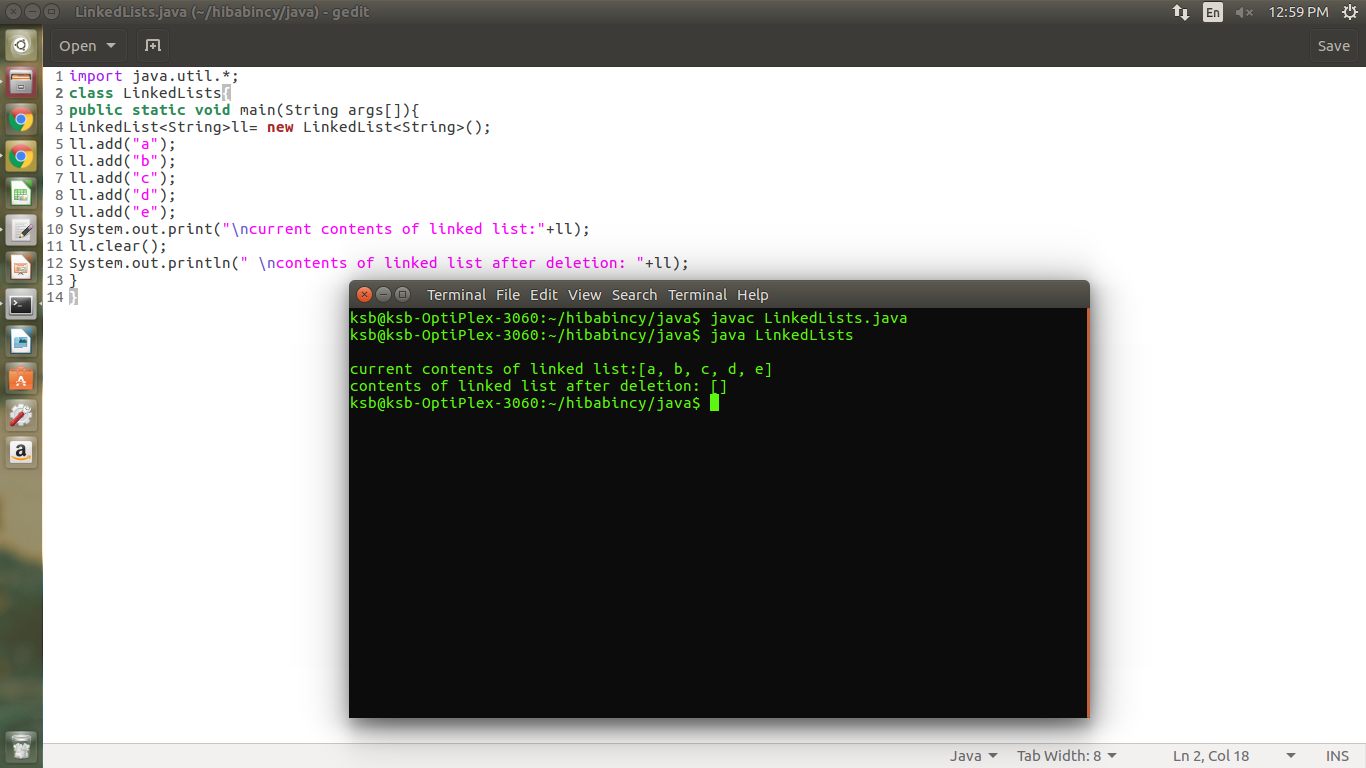 LinkedLists.java (~/hibabincy/java) - gedit
En 12:59 PM
Open Save
1 import java.util.*;
2 class LinkedLists{
3 public static void main(String args[]){
4 LinkedList<String>ll= new LinkedList<String>();
5 ll.add("a");
6 ll.add("b");
7 ll.add("c");
8 ll.add("d");
9 ll.add("e");
10 System.out.print("\ncurrent contents of linked list:"+ll);
11 ll.clear();
12 System.out.println(" \ncontents of linked list after deletion: "+ll);
13 }
14 }
Terminal File Edit View Search Terminal Help
ksb@ksb-OptiPlex-3060:~/hibabincy/java$ javac LinkedLists.java
ksb@ksb-OptiPlex-3060:~/hibabincy/java$ java LinkedLists
current contents of linked list:[a, b, c, d, e]
contents of linked list after deletion: []
ksb@ksb-OptiPlex-3060:~/hibabincy/java$
Java Tab Width: 8 Ln 2, Col 18 INS